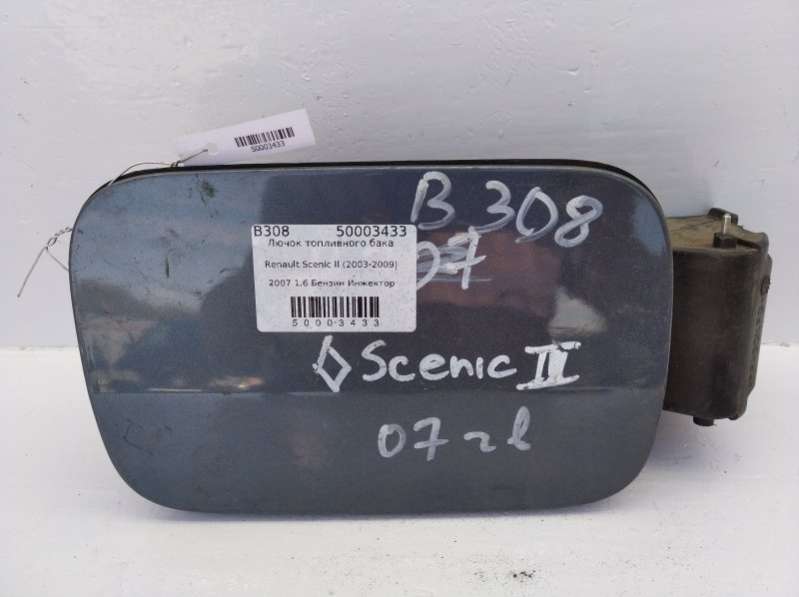 50003433
B308 50003433
Лючок топливного бака
Renault Scenic II (2003-2009)
2007 1.6 Бензин Инжектор
50003433
B 308
07
Scenic II
07 г